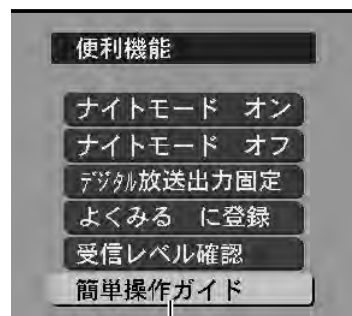 便利機能
ナイトモード　オン
ナイトモード　オフ
ﾃﾞｼﾞﾀﾙ放送出力固定
よくみる　に登録
受信レベル確認
簡単操作ガイド